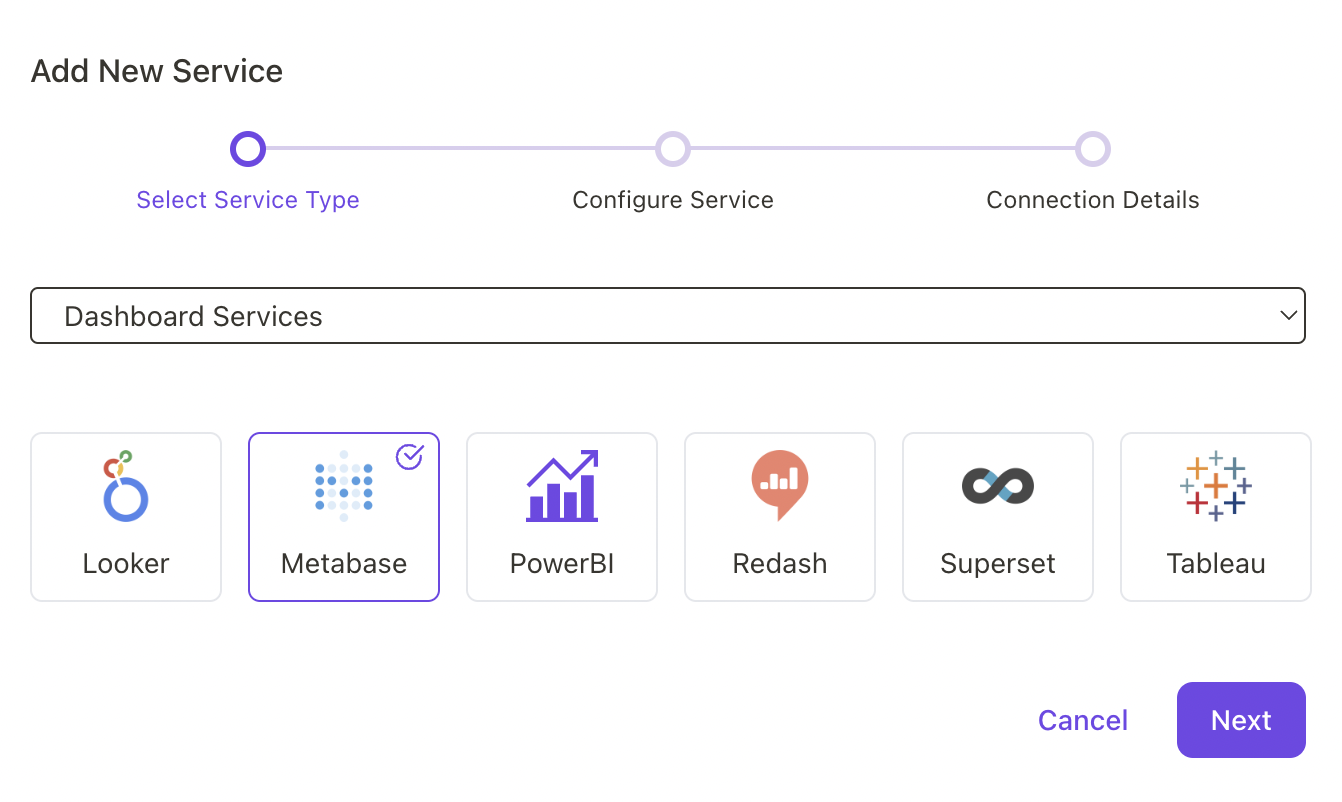 Add New Service
Select Service Type Configure Service Connection Details
Dashboard Services
Looker Metabase PowerBI Redash Superset Tableau
Cancel Next